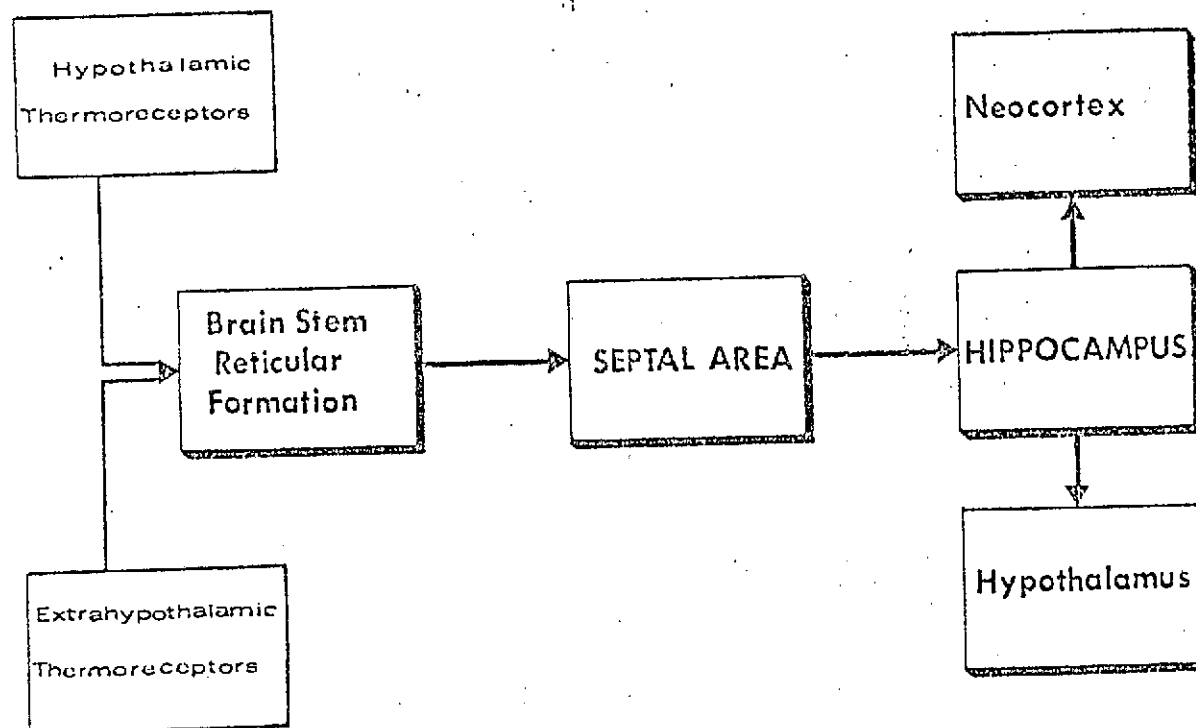 Hypothalamic
Thermoreceptors
Neocortex
Brain Stem
Reticular
Formation
SEPTAL AREA
HIPPOCAMPUS
Extrahypothalamic
Thermoreceptors
Hypothalamus